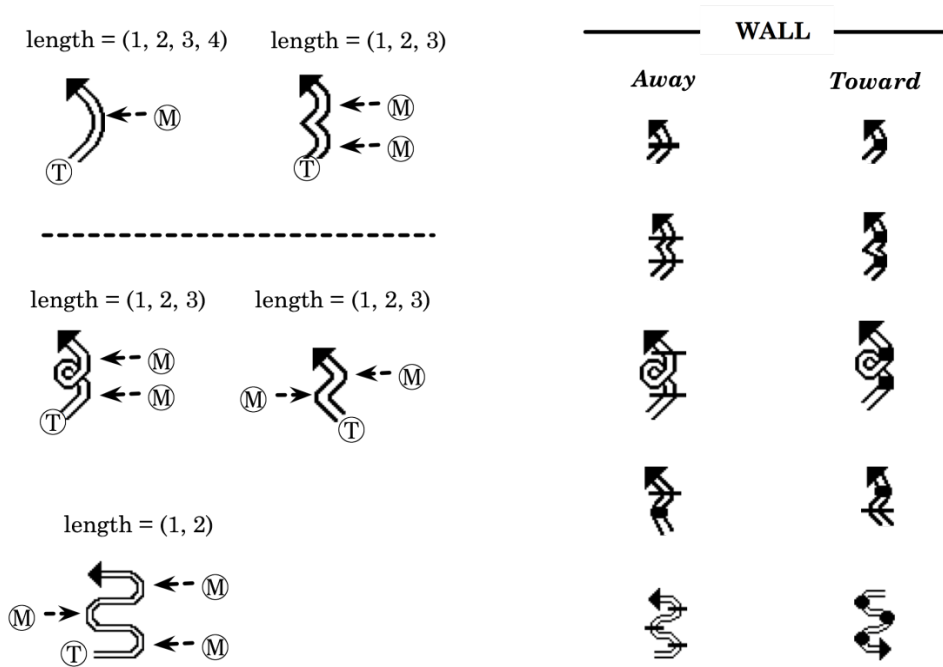 length = (1, 2, 3, 4)
length = (1, 2, 3)
M
M
M
T
T
length = (1, 2, 3)
length = (1, 2, 3)
M
M
M
M
T
T
length = (1, 2)
M
M
M
T
WALL
Away
Toward